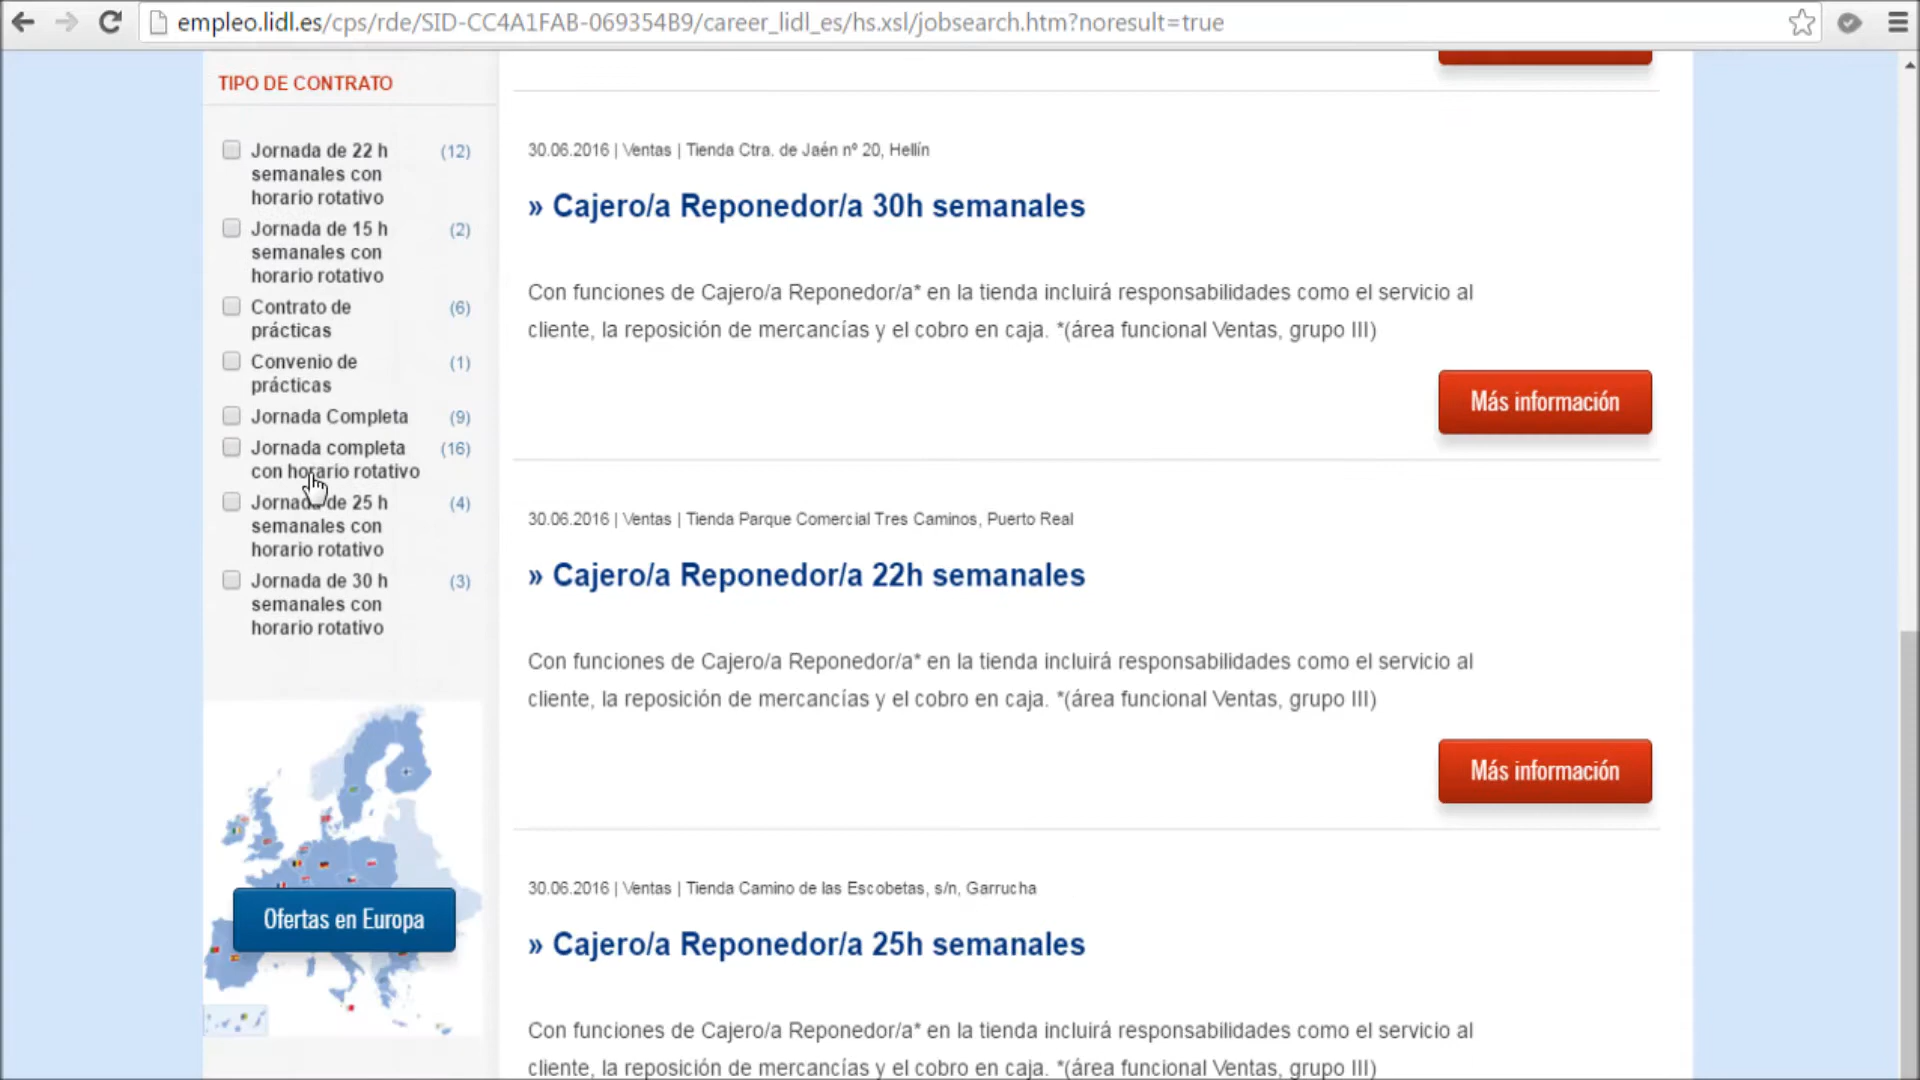 empleo.lidl.es/cps/rde/SID-CC4A1FAB-069354B9/career_lidl_es/hs.xsl/jobsearch.htm?noresult=true
TIPO DE CONTRATO
Jornada de 22 h (12)
semanales con
horario rotativo
Jornada de 15 h (2)
semanales con
horario rotativo
Contrato de (6)
prácticas
Convenio de (1)
prácticas
Jornada Completa (9)
Jornada completa (16)
con horario rotativo
Jornada de 25 h (4)
semanales con
horario rotativo
Jornada de 30 h (3)
semanales con
horario rotativo
Ofertas en Europa
30.06.2016 | Ventas | Tienda Ctra. de Jaén nº 20, Hellín
» Cajero/a Reponedor/a 30h semanales
Con funciones de Cajero/a Reponedor/a* en la tienda incluirá responsabilidades como el servicio al
cliente, la reposición de mercancías y el cobro en caja. *(área funcional Ventas, grupo III)
Más información
30.06.2016 | Ventas | Tienda Parque Comercial Tres Caminos, Puerto Real
» Cajero/a Reponedor/a 22h semanales
Con funciones de Cajero/a Reponedor/a* en la tienda incluirá responsabilidades como el servicio al
cliente, la reposición de mercancías y el cobro en caja. *(área funcional Ventas, grupo III)
Más información
30.06.2016 | Ventas | Tienda Camino de las Escobetas, s/n, Garrucha
» Cajero/a Reponedor/a 25h semanales
Con funciones de Cajero/a Reponedor/a* en la tienda incluirá responsabilidades como el servicio al
cliente, la reposición de mercancías y el cobro en caja. *(área funcional Ventas, grupo III)